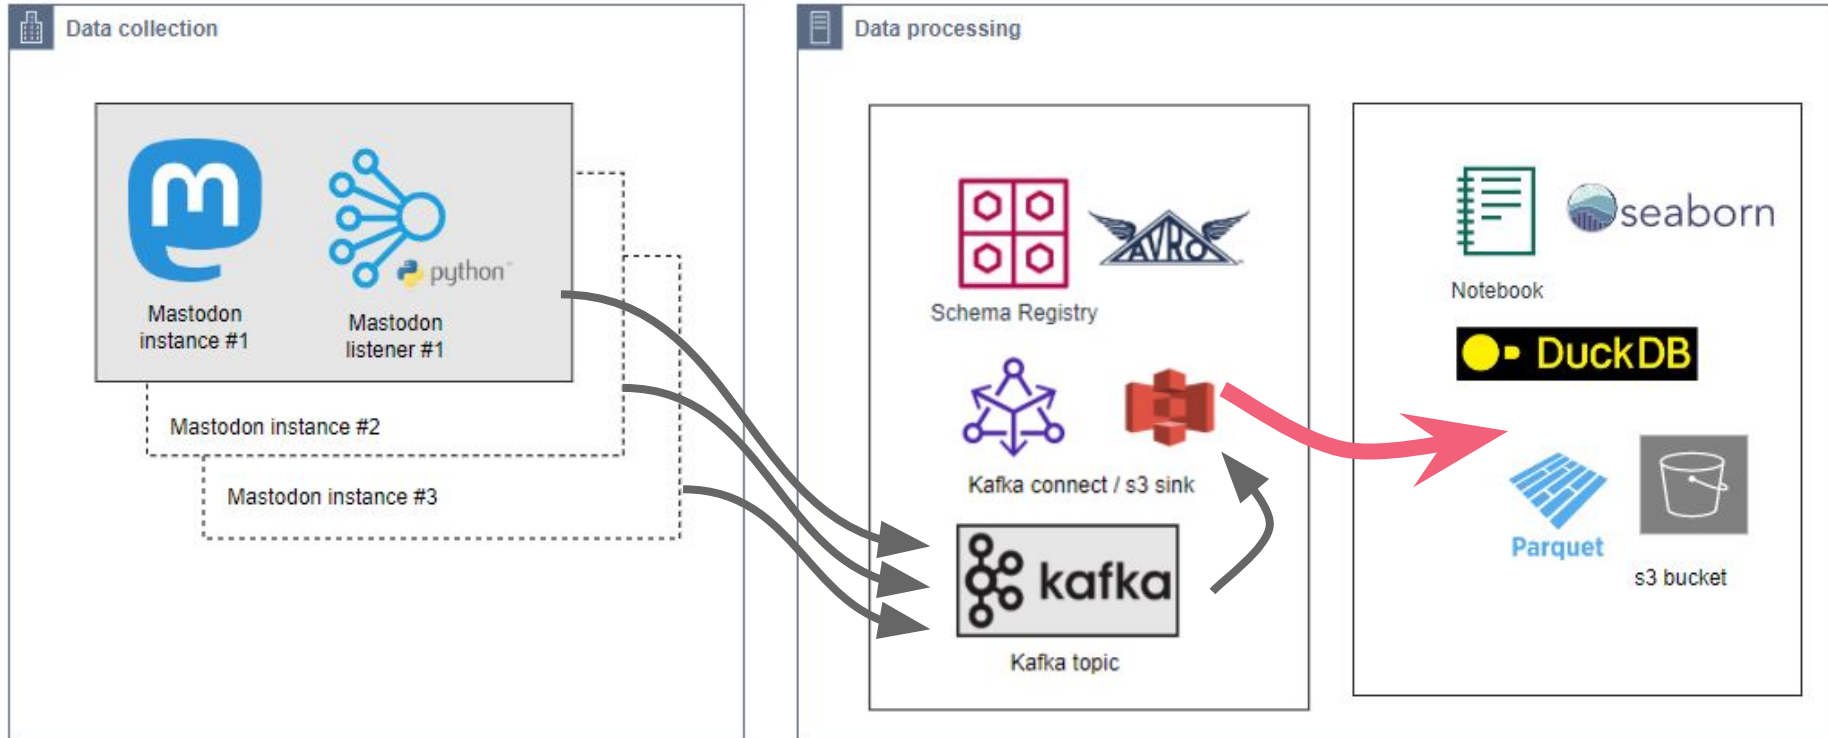 Data collection
Data processing
m
python
Mastodon
instance #1
Mastodon
listener #1
Mastodon instance #2
Mastodon instance #3
AVRO
Schema Registry
Kafka connect / s3 sink
kafka
Kafka topic
seaborn
Notebook
DuckDB
Parquet
s3 bucket